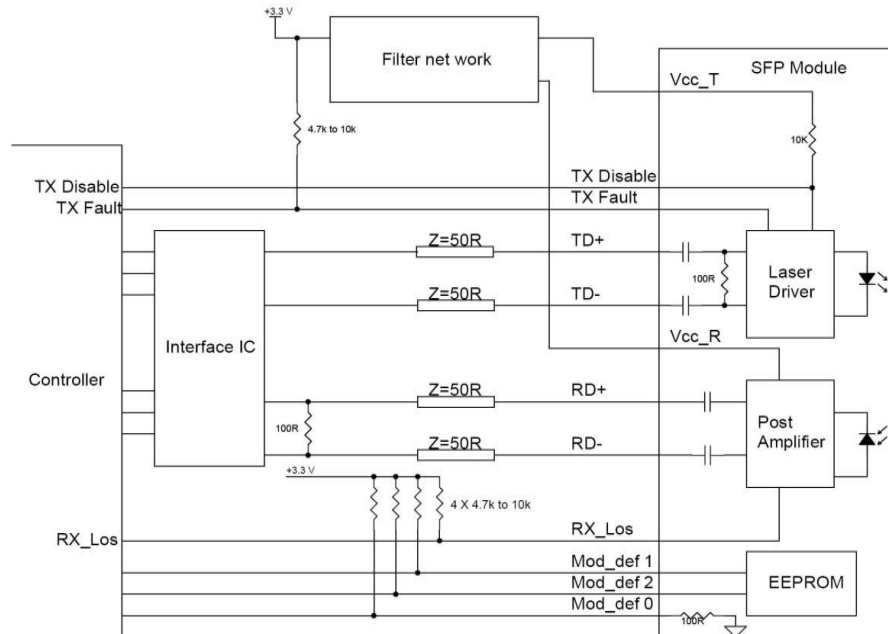 +3.3 V
Filter net work
SFP Module
Vcc_T
4.7k to 10k
10K
TX Disable
TX Disable
TX Fault
TX Fault
Z=50R
TD+
100R
Laser
Driver
Z=50R
TD-
Interface IC
Vcc_R
Controller
Z=50R
RD+
100R
Post
Amplifier
Z=50R
RD-
+3.3 V
4 X 4.7k to 10k
RX_Los
RX_Los
Mod_def 1
Mod_def 2
EEPROM
Mod_def 0
100R